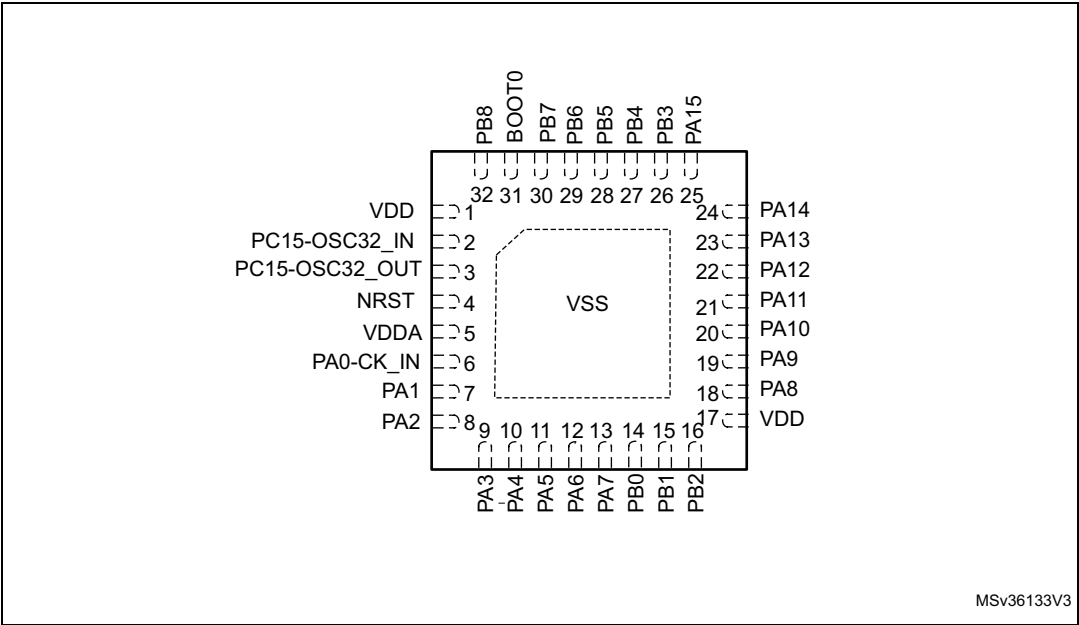 PB8
BOOT0
PB7
PB6
PB5
PB4
PB3
PA15
32 31 30 29 28 27 26 25
VDD 1
PC15-OSC32_IN 2
PC15-OSC32_OUT 3
NRST 4
VDDA 5
PA0-CK_IN 6
PA1 7
PA2 8
VSS
24 PA14
23 PA13
22 PA12
21 PA11
20 PA10
19 PA9
18 PA8
17 VDD
9 10 11 12 13 14 15 16
PA3
PA4
PA5
PA6
PA7
PB0
PB1
PB2
MSv36133V3